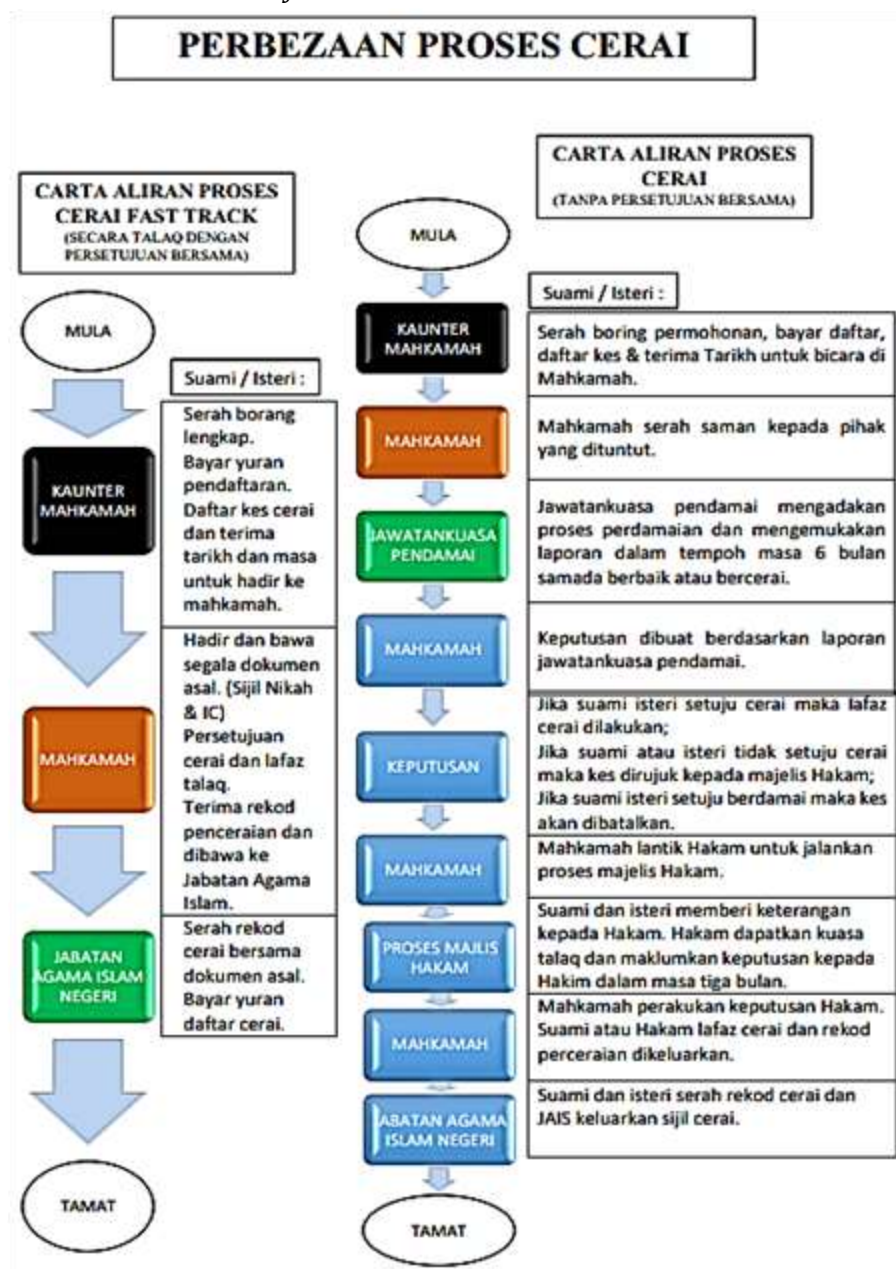 PERBEZAAN PROSES CERAI
CARTA ALIRAN PROSES
CERAI FAST TRACK
(SECARA TALAQ DENGAN
PERSETUJUAN BERSAMA)
MULA
Suami / Isteri :
KAUNTER
MAHKAMAH
Serah borang
lengkap.
Bayar yuran
pendaftaran.
Daftar kes cerai
dan terima
tarikh dan masa
untuk hadir ke
mahkamah.
MAHKAMAH
Hadir dan bawa
segala dokumen
asal. (Sijil Nikah
& IC)
Persetujuan
cerai dan lafaz
talaq.
Terima rekod
penceraian dan
dibawa ke
Jabatan Agama
Islam.
JABATAN
AGAMA ISLAM
NEGERI
Serah rekod
cerai bersama
dokumen asal.
Bayar yuran
daftar cerai.
TAMAT
CARTA ALIRAN PROSES
CERAI
(TANPA PERSETUJUAN BERSAMA)
MULA
Suami / Isteri :
KAUNTER
MAHKAMAH
Serah boring permohonan, bayar daftar,
daftar kes & terima Tarikh untuk bicara di
Mahkamah.
MAHKAMAH
Mahkamah serah saman kepada pihak
yang dituntut.
JAWATANKUASA
PENDAMAI
Jawatankuasa pendamai mengadakan
proses perdamaian dan mengemukakan
laporan dalam tempoh masa 6 bulan
samada berbaik atau bercerai.
MAHKAMAH
Keputusan dibuat berdasarkan laporan
jawatankuasa pendamai.
KEPUTUSAN
Jika suami isteri setuju cerai maka lafaz
cerai dilakukan;
Jika suami atau isteri tidak setuju cerai
maka kes dirujuk kepada majelis Hakam;
Jika suami isteri setuju berdamai maka kes
akan dibatalkan.
MAHKAMAH
Mahkamah lantik Hakam untuk jalankan
proses majelis Hakam.
PROSES MAJLIS
HAKAM
Suami dan isteri memberi keterangan
kepada Hakam. Hakam dapatkan kuasa
talaq dan maklumkan keputusan kepada
Hakim dalam masa tiga bulan.
MAHKAMAH
Mahkamah perakukan keputusan Hakam.
Suami atau Hakam lafaz cerai dan rekod
perceraian dikeluarkan.
JABATAN AGAMA
ISLAM NEGERI
Suami dan isteri serah rekod cerai dan
JAIS keluarkan sijil cerai.
TAMAT